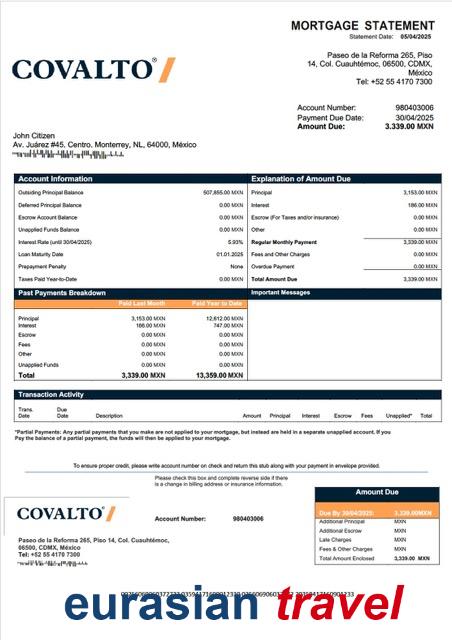 MORTGAGE STATEMENT
Statement Date: 05/04/2025
COVALTO®
Paseo de la Reforma 265, Piso
14, Col. Cuauhtémoc, 06500, CDMX,
México
Tel: +52 55 4170 7300
Account Number: 980403006
Payment Due Date: 30/04/2025
Amount Due: 3.339.00 MXN
John Citizen
Av. Juárez #45, Centro, Monterrey, NL, 64000, México
Account Information
Outsiding Principal Balance 507,855.00 MXN
Deferred Principal Balance 0.00 MXN
Escrow Account Balance 0.00 MXN
Unapplied Funds Balance 0.00 MXN
Interest Rate (until 30/04/2025) 5.93%
Loan Maturity Date 01.01.2025
Prepayment Penalty None
Taxes Paid Year-to-Date 0.00 MXN
Explanation of Amount Due
Principal 3,153.00 MXN
Interest 186.00 MXN
Escrow (For Taxes and/or insurance) 0.00 MXN
Other 0.00 MXN
Regular Monthly Payment 3,339.00 MXN
Fees and Other Charges 0.00 MXN
Overdue Payment 0.00 MXN
Total Amount Due 3,339.00 MXN
Past Payments Breakdown
Paid Last Month Paid Year to Date
Principal 3,153.00 MXN 12,612.00 MXN
Interest 186.00 MXN 747.00 MXN
Escrow 0.00 MXN 0.00 MXN
Fees 0.00 MXN 0.00 MXN
Other 0.00 MXN 0.00 MXN
Unapplied Funds 0.00 MXN 0.00 MXN
Total 3,339.00 MXN 13,359.00 MXN
Important Messages
Transaction Activity
Trans. Date Due Date Description Amount Principal Interest Escrow Fees Unapplied* Total
*Partial Payments: Any partial payments that you make are not applied to your mortgage, but instead are held in a separate unapplied account. If you
Pay the balance of a partial payment, the funds will then be applied to your mortgage.
To ensure proper credit, please write account number on check and return this stub along with your payment in envelope provided.
Please check this box and complete reverse side if there
is a change in billing address or insurance information.
COVALTO
Account Number: 980403006
Paseo de la Reforma 265, Piso 14, Col. Cuauhtémoc,
06500, CDMX, México
Tel: +52 55 4170 7300
Amount Due
Due By 30/04/2025: 3,339.00MXN
Additional Principal MXN
Additional Escrow MXN
Late Charges MXN
Fees & Other Charges MXN
Total Amount Enclosed 3,339.00 MXN
eurasian travel